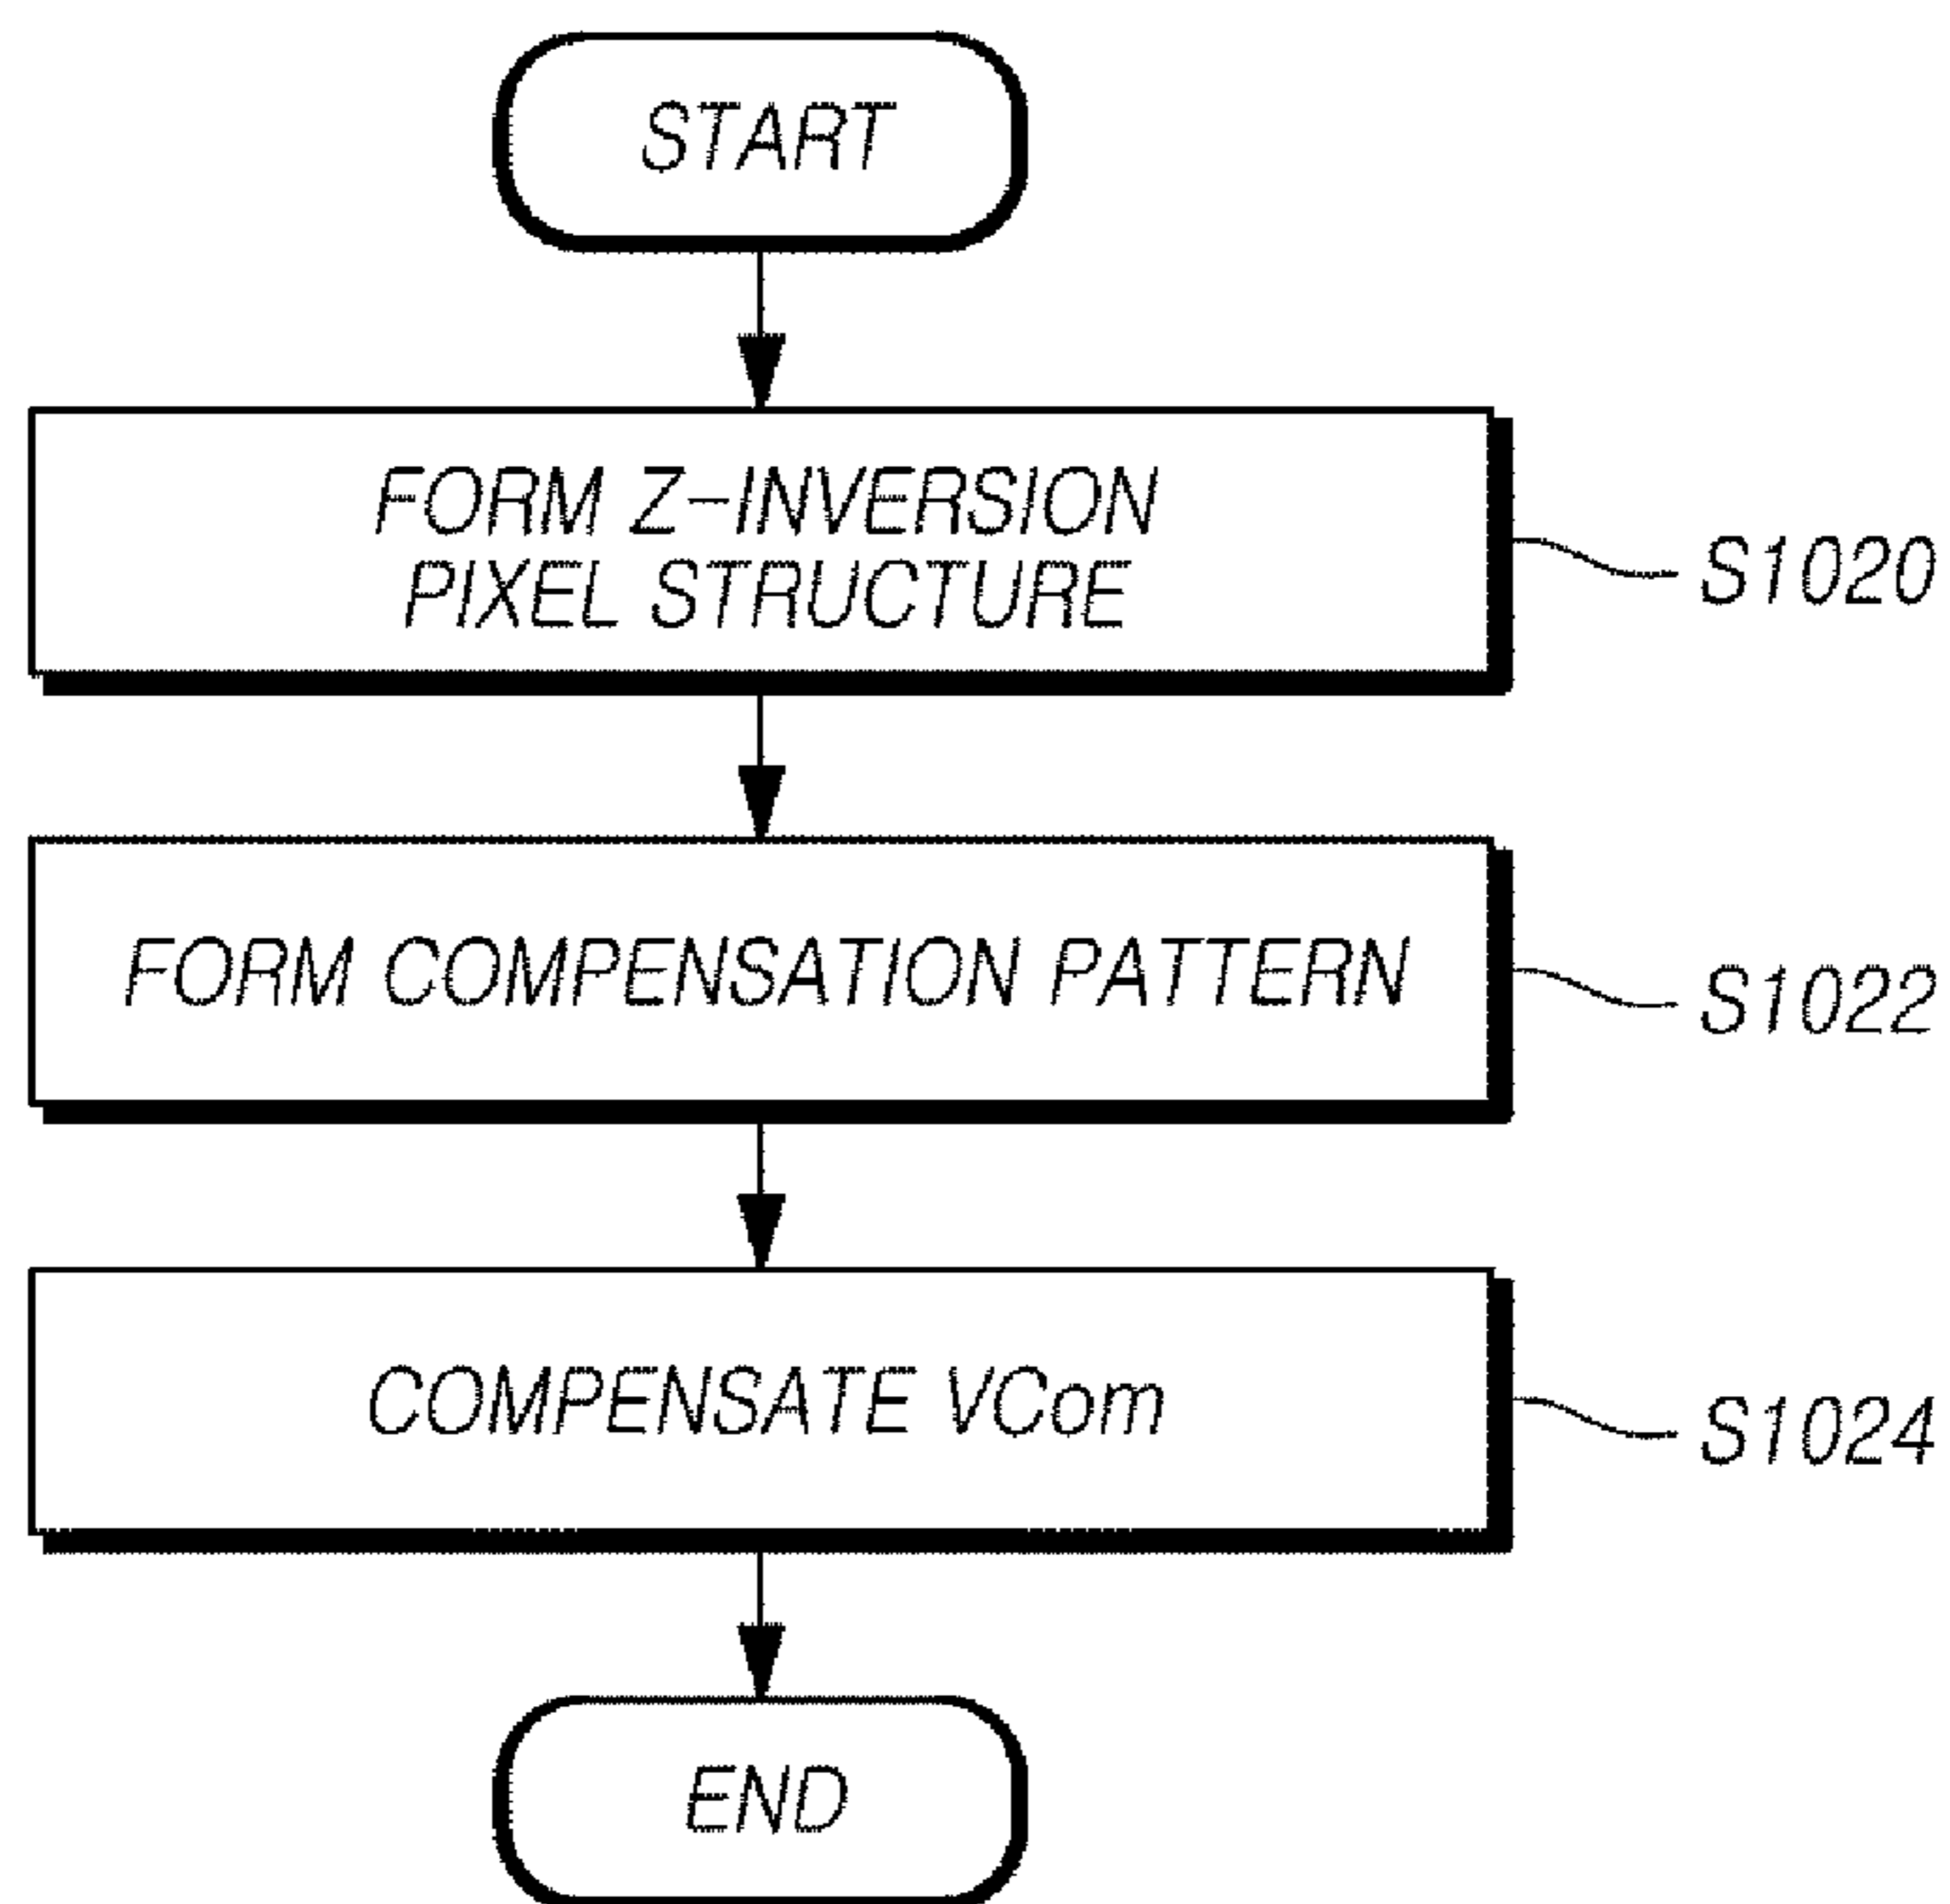 START
FORM Z-INVERSION
PIXEL STRUCTURE
S1020
FORM COMPENSATION PATTERN
S1022
COMPENSATE VCom
S1024
END